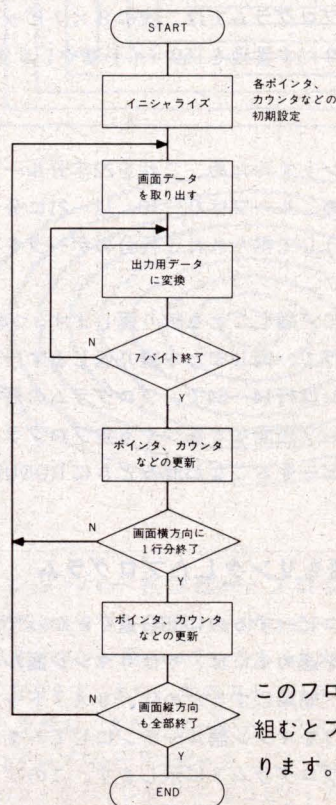 START
イニシャライズ
各ポインタ、
カウンタなどの
初期設定
画面データ
を取り出す
出力用データ
に変換
7バイト終了
N
Y
ポインタ、カウンタ
などの更新
画面横方向に
1行分終了
N
Y
ポインタ、カウンタ
などの更新
画面縦方向
も全部終了
N
Y
END
このフロ
組むとフ
ります。